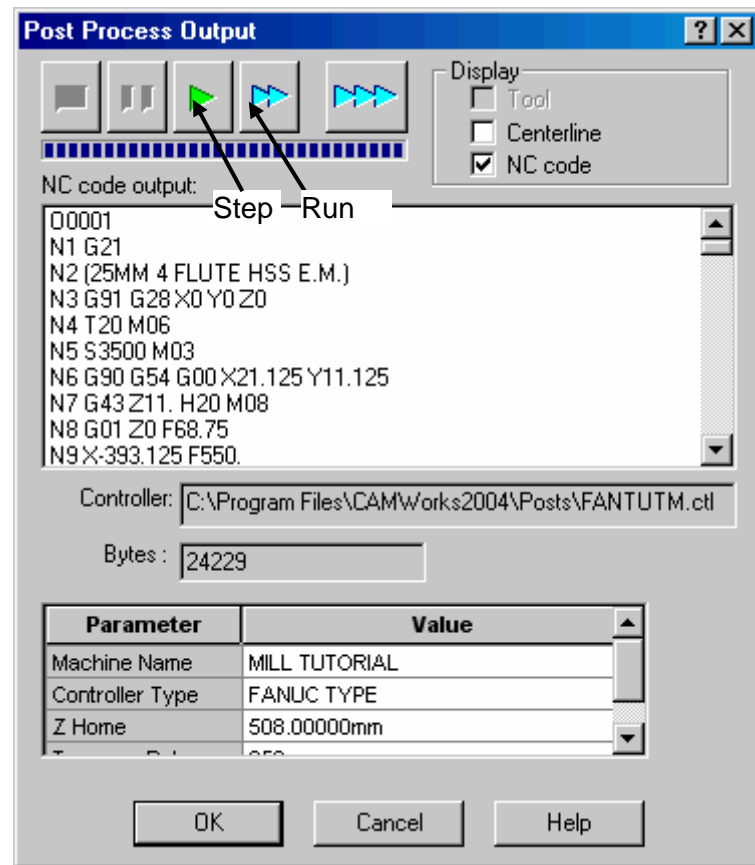 Post Process Output
Display
Tool
Centerline
NC code
NC code output:
Step Run
O0001
N1 G21
N2 (25MM 4 FLUTE HSS E.M.)
N3 G91 G28 X0 Y0 Z0
N4 T20 M06
N5 S3500 M03
N6 G90 G54 G00 X21.125 Y11.125
N7 G43 Z11. H20 M08
N8 G01 Z0 F68.75
N9 X-393.125 F550.
Controller: C:\Program Files\CAMWorks2004\Posts\FANTUTM.ctl
Bytes : 24229
Parameter Value
Machine Name MILL TUTORIAL
Controller Type FANUC TYPE
Z Home 508.00000mm
OK Cancel Help